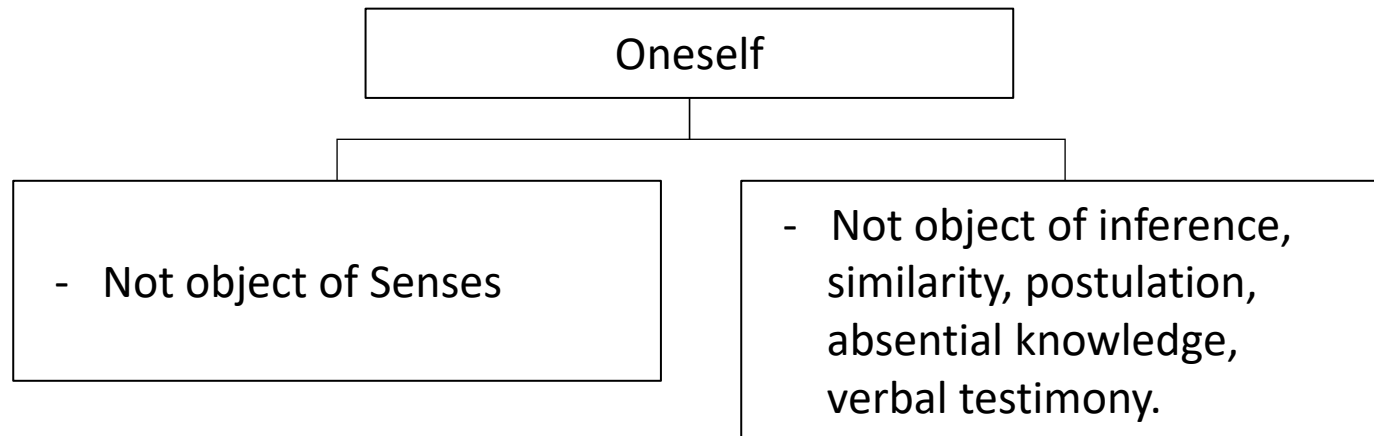 Oneself
- Not object of Senses
- Not object of inference,
similarity, postulation,
absential knowledge,
verbal testimony.